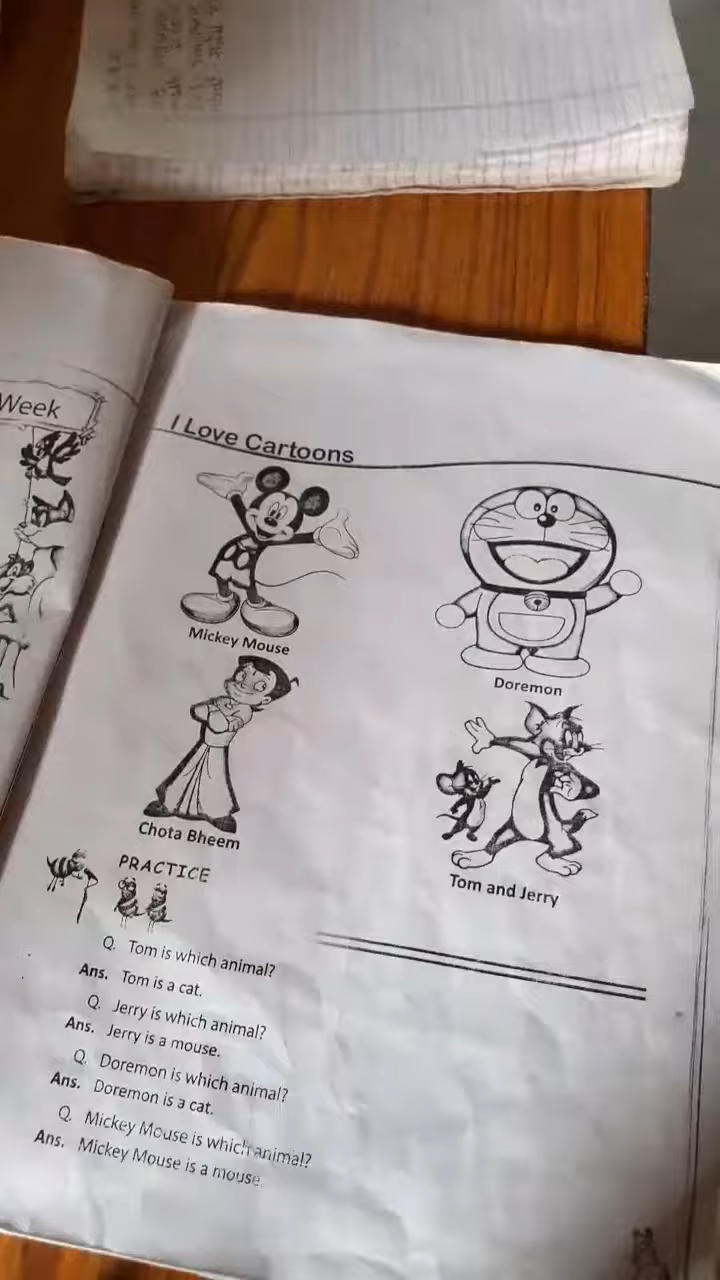 Week
I Love Cartoons
Mickey Mouse
Doremon
Chota Bheem
Tom and Jerry
PRACTICE
Q. Tom is which animal?
Ans. Tom is a cat.
Q. Jerry is which animal?
Ans. Jerry is a mouse.
Q. Doremon is which animal?
Ans. Doremon is a cat.
Q. Mickey Mouse is which animal?
Ans. Mickey Mouse is a mouse.